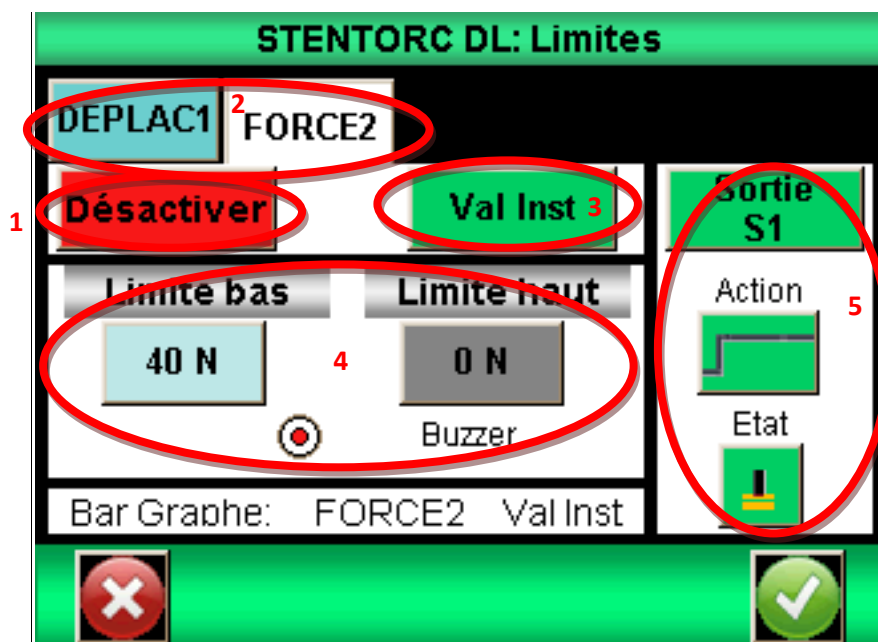 STENTORC DL: Limites
DEPLAC1 2 FORCE2
1 Désactiver Val Inst 3 Sortie S1
Limite bas Limite haut Action 5
40 N 4 0 N
Buzzer Etat
Bar Graphe: FORCE2 Val Inst